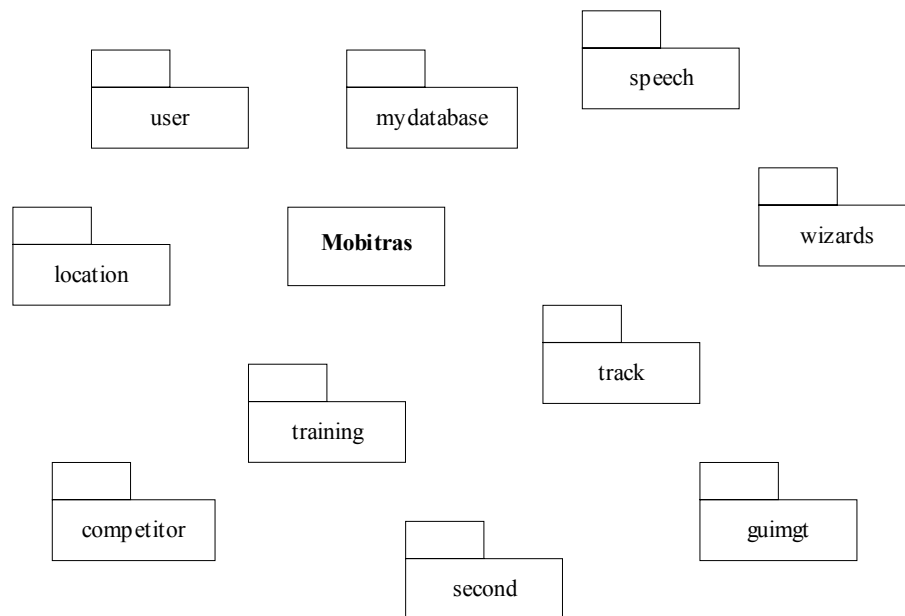 speech
user
mydatabase
wizards
Mobitras
location
track
training
competitor
guimgt
second